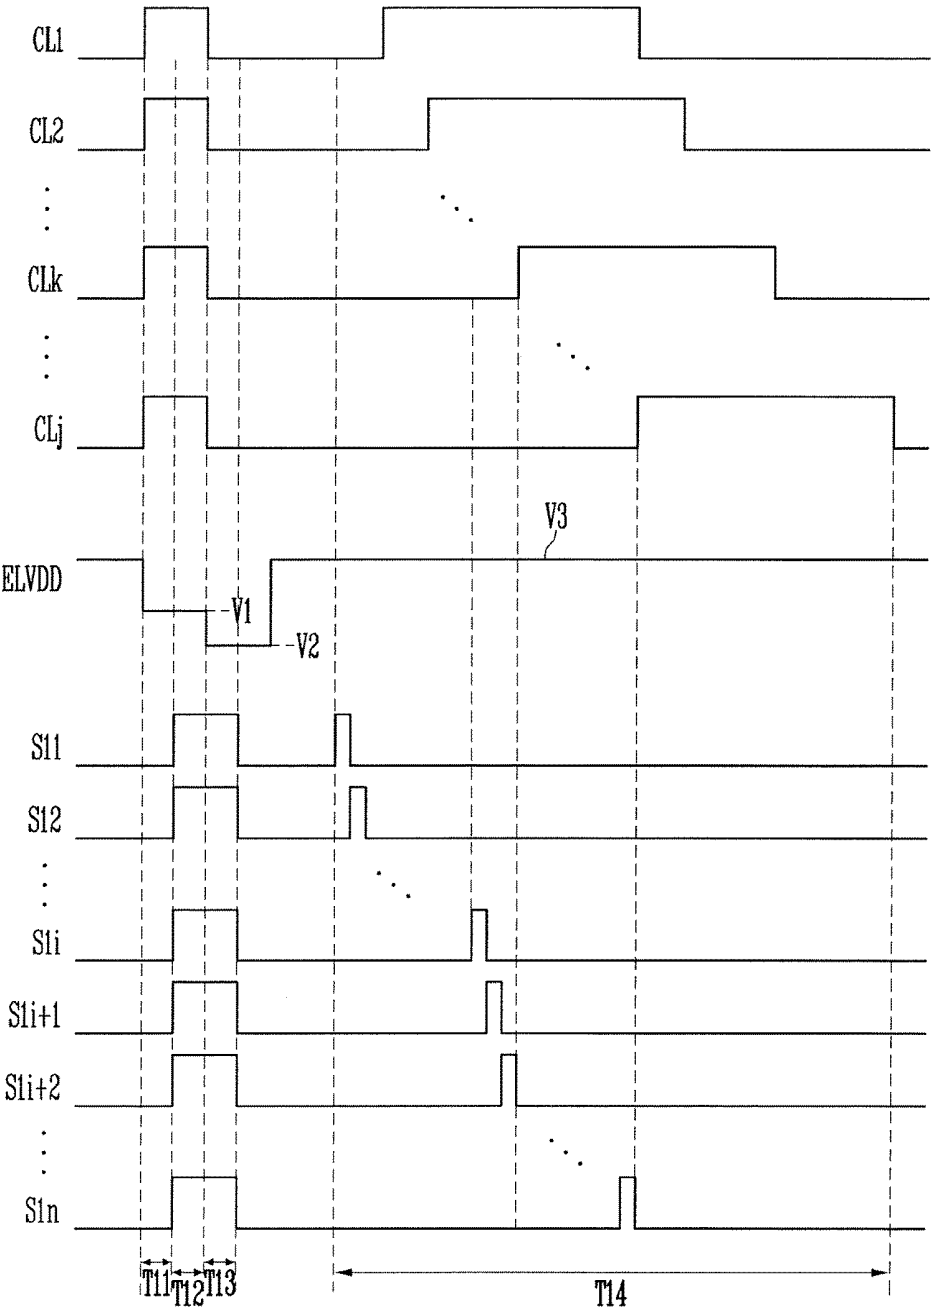 CL1
CL2
CLk
CLj
V3
ELVDD
V1
V2
S11
S12
S1i
S1i+1
S1i+2
S1n
T11
T12
T13
T14